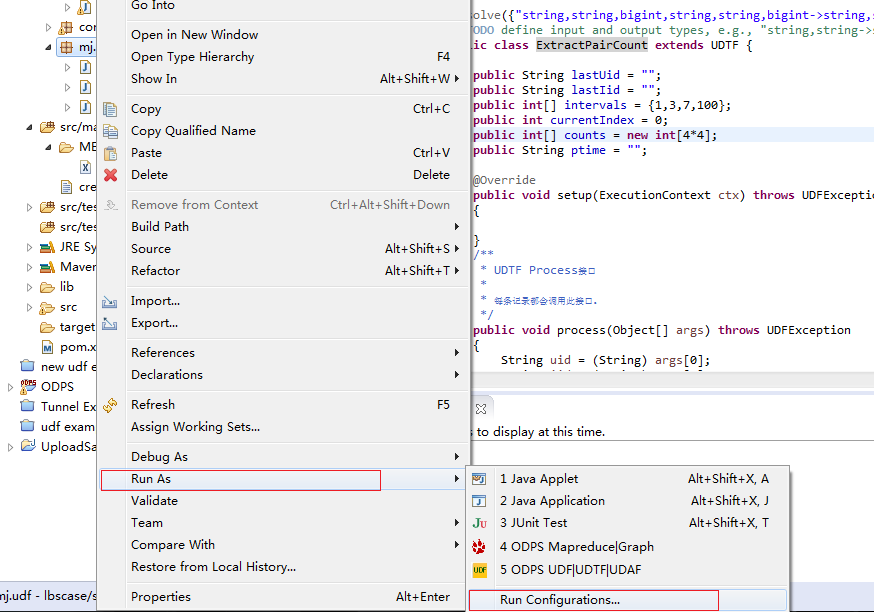 Go Into
Open in New Window
Open Type Hierarchy F4
Show In Alt+Shift+W
Copy Ctrl+C
Copy Qualified Name
Paste Ctrl+V
Delete Delete
Remove from Context Ctrl+Alt+Shift+Down
Build Path
Source Alt+Shift+S
Refactor Alt+Shift+T
Import...
Export...
References
Declarations
Refresh F5
Assign Working Sets...
Debug As
Run As
Validate
Team
Compare With
Restore from Local History...
Properties Alt+Enter
1 Java Applet Alt+Shift+X, A
2 Java Application Alt+Shift+X, J
3 JUnit Test Alt+Shift+X, T
4 ODPS Mapreduce|Graph
5 ODPS UDF|UDTF|UDAF
Run Configurations...
con
mj.
src/ma
ME
cre
src/tes
src/tes
JRE Sy
Maven
lib
src
target
pom.x
new udf e
ODPS
Tunnel Ex
udf exam
UploadSa
mj.udf - lbscase/s
olve({"string,string,bigint,string,string,bigint->string,s
ODO define input and output types, e.g., "string,string->s
ic class ExtractPairCount extends UDTF {
public String lastUid = "";
public String lastIid = "";
public int[] intervals = {1,3,7,100};
public int currentIndex = 0;
public int[] counts = new int[4*4];
public String ptime = "";
@Override
public void setup(ExecutionContext ctx) throws UDFExceptio
{
}
/**
* UDTF Process接口
*
* 每条记录都会调用此接口.
*/
public void process(Object[] args) throws UDFException
{
String uid = (String) args[0];
s to display at this time.